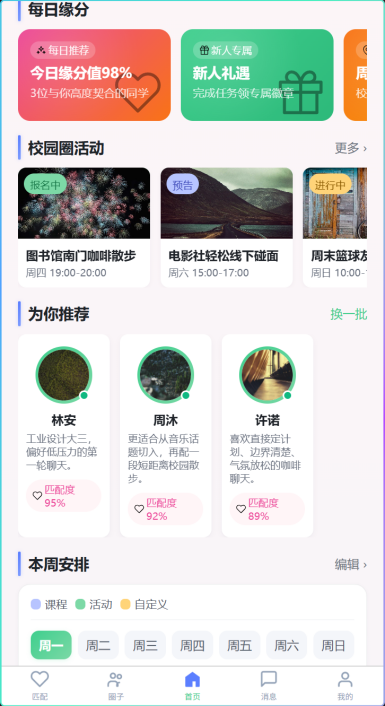 每日缘分
每日推荐
今日缘分值98%
3位与你高度契合的同学
新人专属
新人礼遇
完成任务领专属徽章
校园圈活动
更多 ›
报名中
预告
进行中
图书馆南门咖啡散步
周四 19:00-20:00
电影社轻松线下碰面
周六 15:00-17:00
周末篮球友
周日 10:00-1
为你推荐
换一批
林安
工业设计大三，
偏好低压力的第
一轮聊天。
匹配度
95%
周沐
更适合从音乐话
题切入，再配一
段短距离校园散
步。
匹配度
92%
许诺
喜欢直接定计
划、边界清楚、
气氛放松的咖啡
聊天。
匹配度
89%
本周安排
编辑 ›
课程
活动
自定义
周一
周二
周三
周四
周五
周六
周日
匹配
圈子
首页
消息
我的